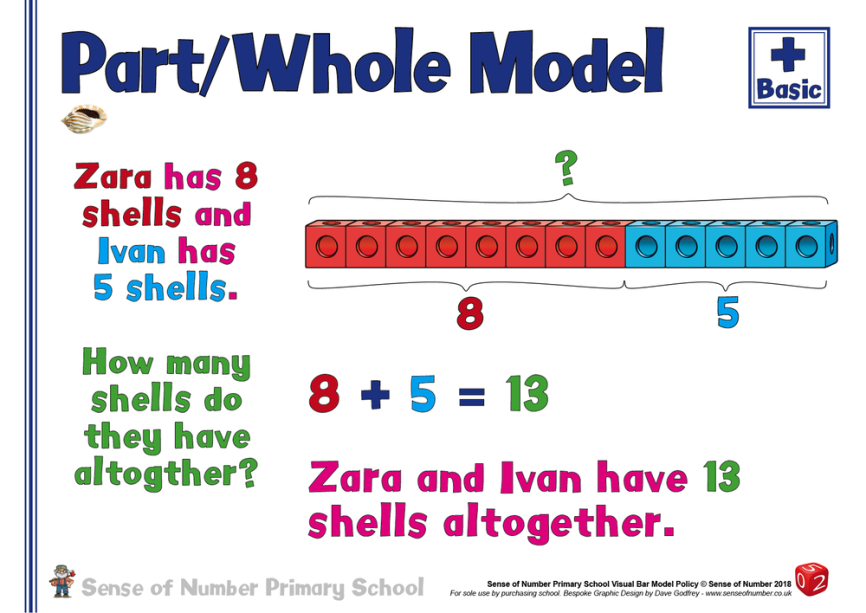 Part/Whole Model
+
Basic
Zara has 8
shells and
Ivan has
5 shells.
?
8
5
How many
shells do
they have
altogther?
8 + 5 = 13
Zara and Ivan have 13
shells altogether.
Sense of Number Primary School
Sense of Number Primary School Visual Bar Model Policy © Sense of Number 2018
For sole use by purchasing school. Bespoke Graphic Design by Dave Godfrey - www.senseofnumber.co.uk
0 2